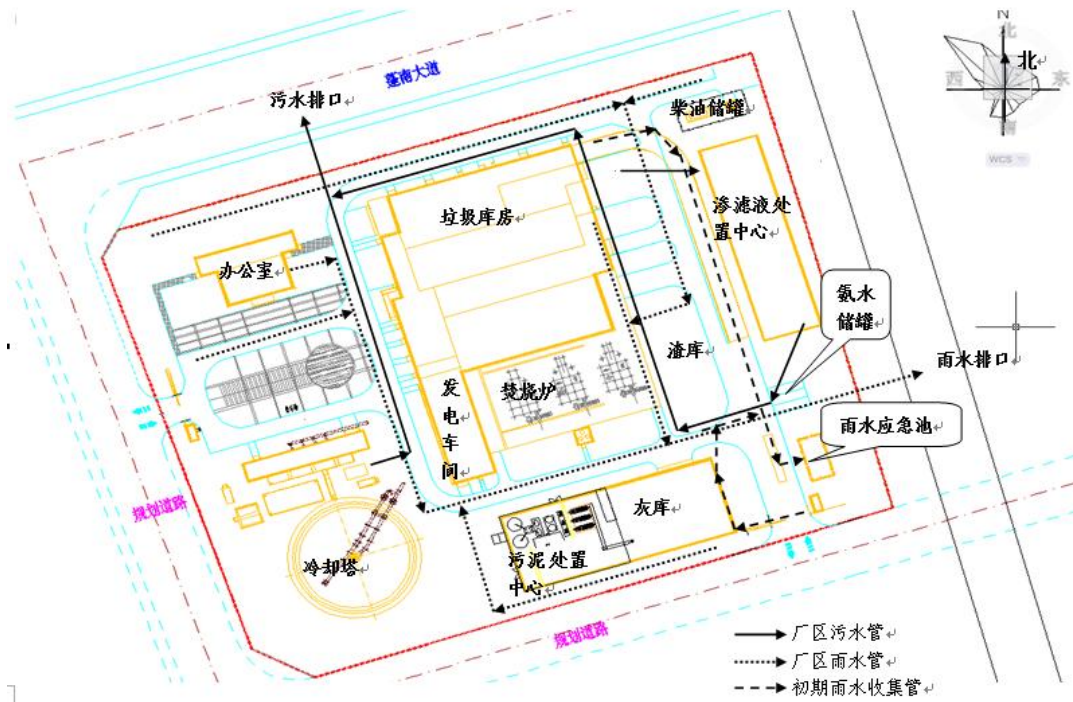 N
北
北
西
东
南
WCS
蓬南大道
污水排口
柴油储罐
垃圾库房
渗滤液处
置中心
办公室
氨水
储罐
渣库
雨水排口
发
电
车
间
焚烧炉
雨水应急池
规划道路
灰库
污泥处置
中心
冷却塔
规划道路
厂区污水管
厂区雨水管
初期雨水收集管